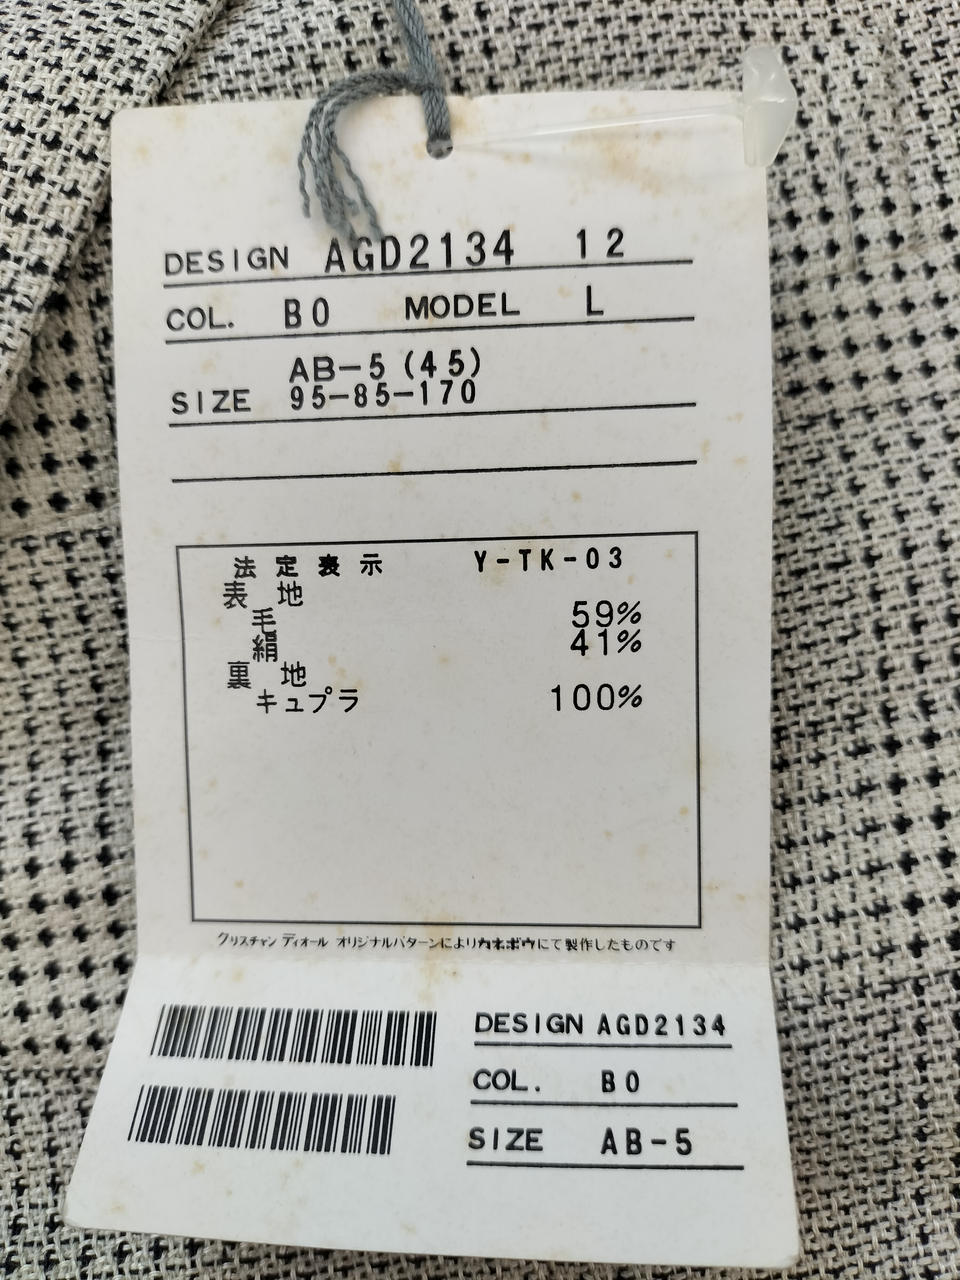 DESIGN AGD2134 12
COL. B0 MODEL L
AB-5 (45)
SIZE 95-85-170
法定表示 Y-TK-03
表地
毛 59%
絹 41%
裏地
キュプラ 100%
クリスチャン ディオール オリジナルパターンによりカネボウにて製作したものです
DESIGN AGD2134
COL. B0
SIZE AB-5